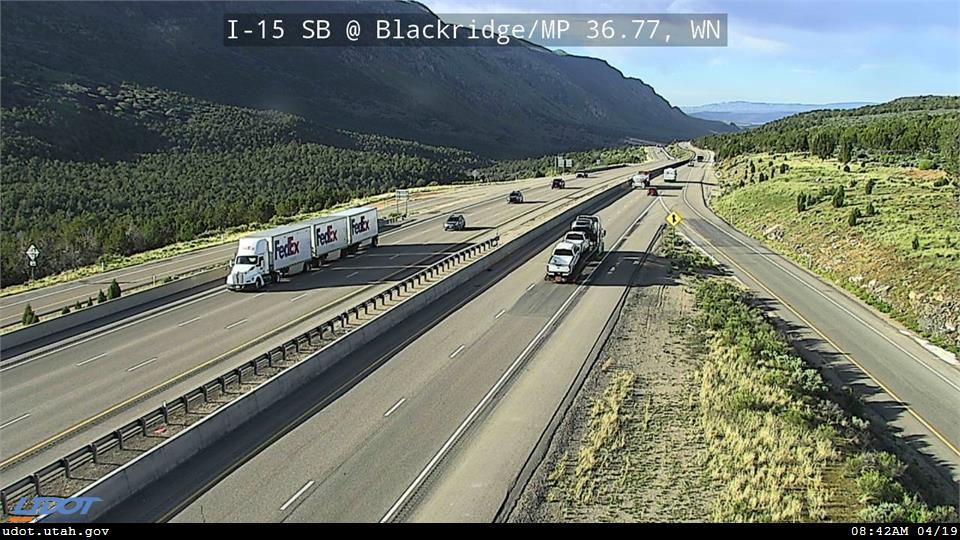 I-15 SB @ Blackridge/MP 36.77, WN
FedEx FedEx FedEx
UDOT
udot.utah.gov 08:42AM 04/19